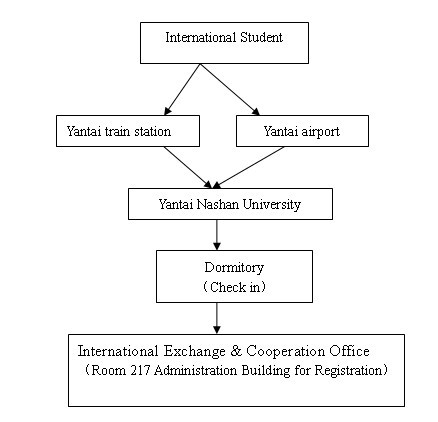 International Student
Yantai train station
Yantai airport
Yantai Nashan University
Dormitory
(Check in)
International Exchange & Cooperation Office
(Room 217 Administration Building for Registration)